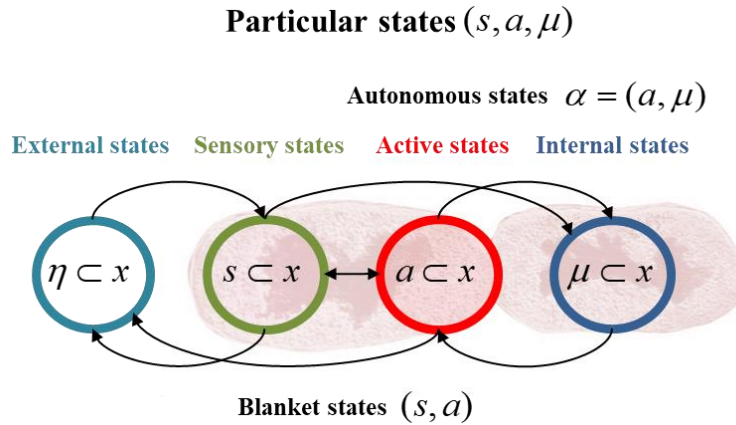 Particular states (s, a, μ)
Autonomous states α = (a, μ)
External states Sensory states Active states Internal states
η ⊂ x s ⊂ x a ⊂ x μ ⊂ x
Blanket states (s, a)